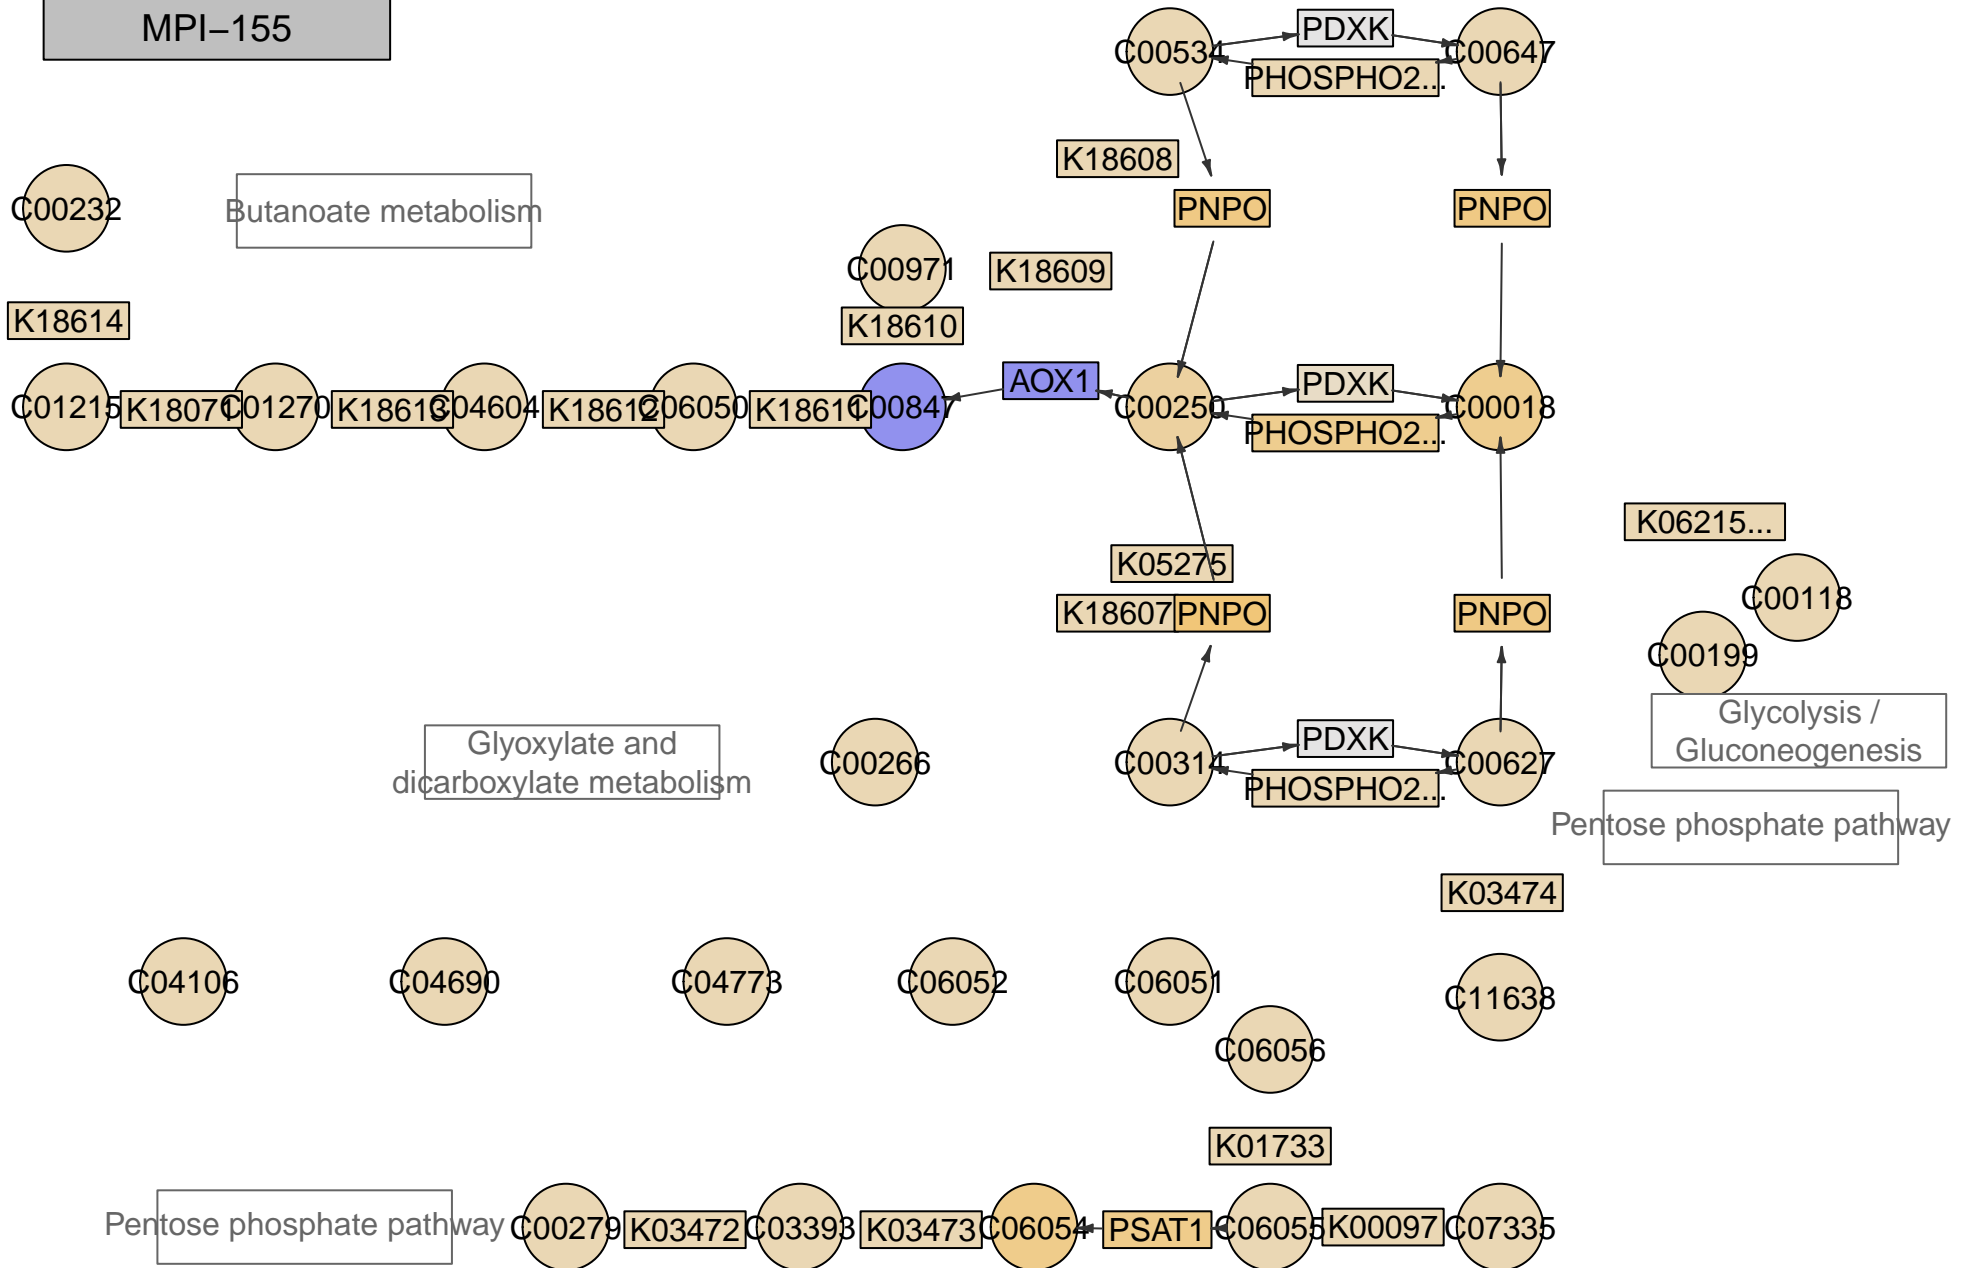 MPI−155
C00534
PDXK
C00647
PHOSPHO2...
K18608
C00232
Butanoate metabolism
PNPO
PNPO
C00971
K18609
K18614
K18610
C01215
K18071
C01270
K18613
C04604
K18612
C06050
K18611
C00847
AOX1
C00250
PDXK
C00018
PHOSPHO2...
K06215...
K05275
C00118
K18607
PNPO
PNPO
C00199
Glycolysis /
Gluconeogenesis
Glyoxylate and
dicarboxylate metabolism
C00266
C00314
PDXK
C00627
PHOSPHO2...
Pentose phosphate pathway
K03474
C04106
C04690
C04773
C06052
C06051
C11638
C06056
K01733
Pentose phosphate pathway
C00279
K03472
C03393
K03473
C06054
PSAT1
C06055
K00097
C07335